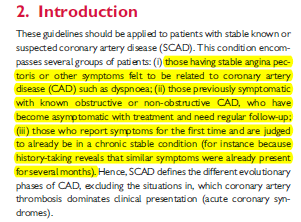 2. Introduction
These guidelines should be applied to patients with stable known or
suspected coronary artery disease (SCAD). This condition encom-
passes several groups of patients: (i) those having stable angina pec-
toris or other symptoms felt to be related to coronary artery
disease (CAD) such as dyspnoea; (ii) those previously symptomatic
with known obstructive or non-obstructive CAD, who have
become asymptomatic with treatment and need regular follow-up;
(iii) those who report symptoms for the first time and are judged
to already be in a chronic stable condition (for instance because
history-taking reveals that similar symptoms were already present
for several months). Hence, SCAD defines the different evolutionary
phases of CAD, excluding the situations in, which coronary artery
thrombosis dominates clinical presentation (acute coronary syn-
dromes).